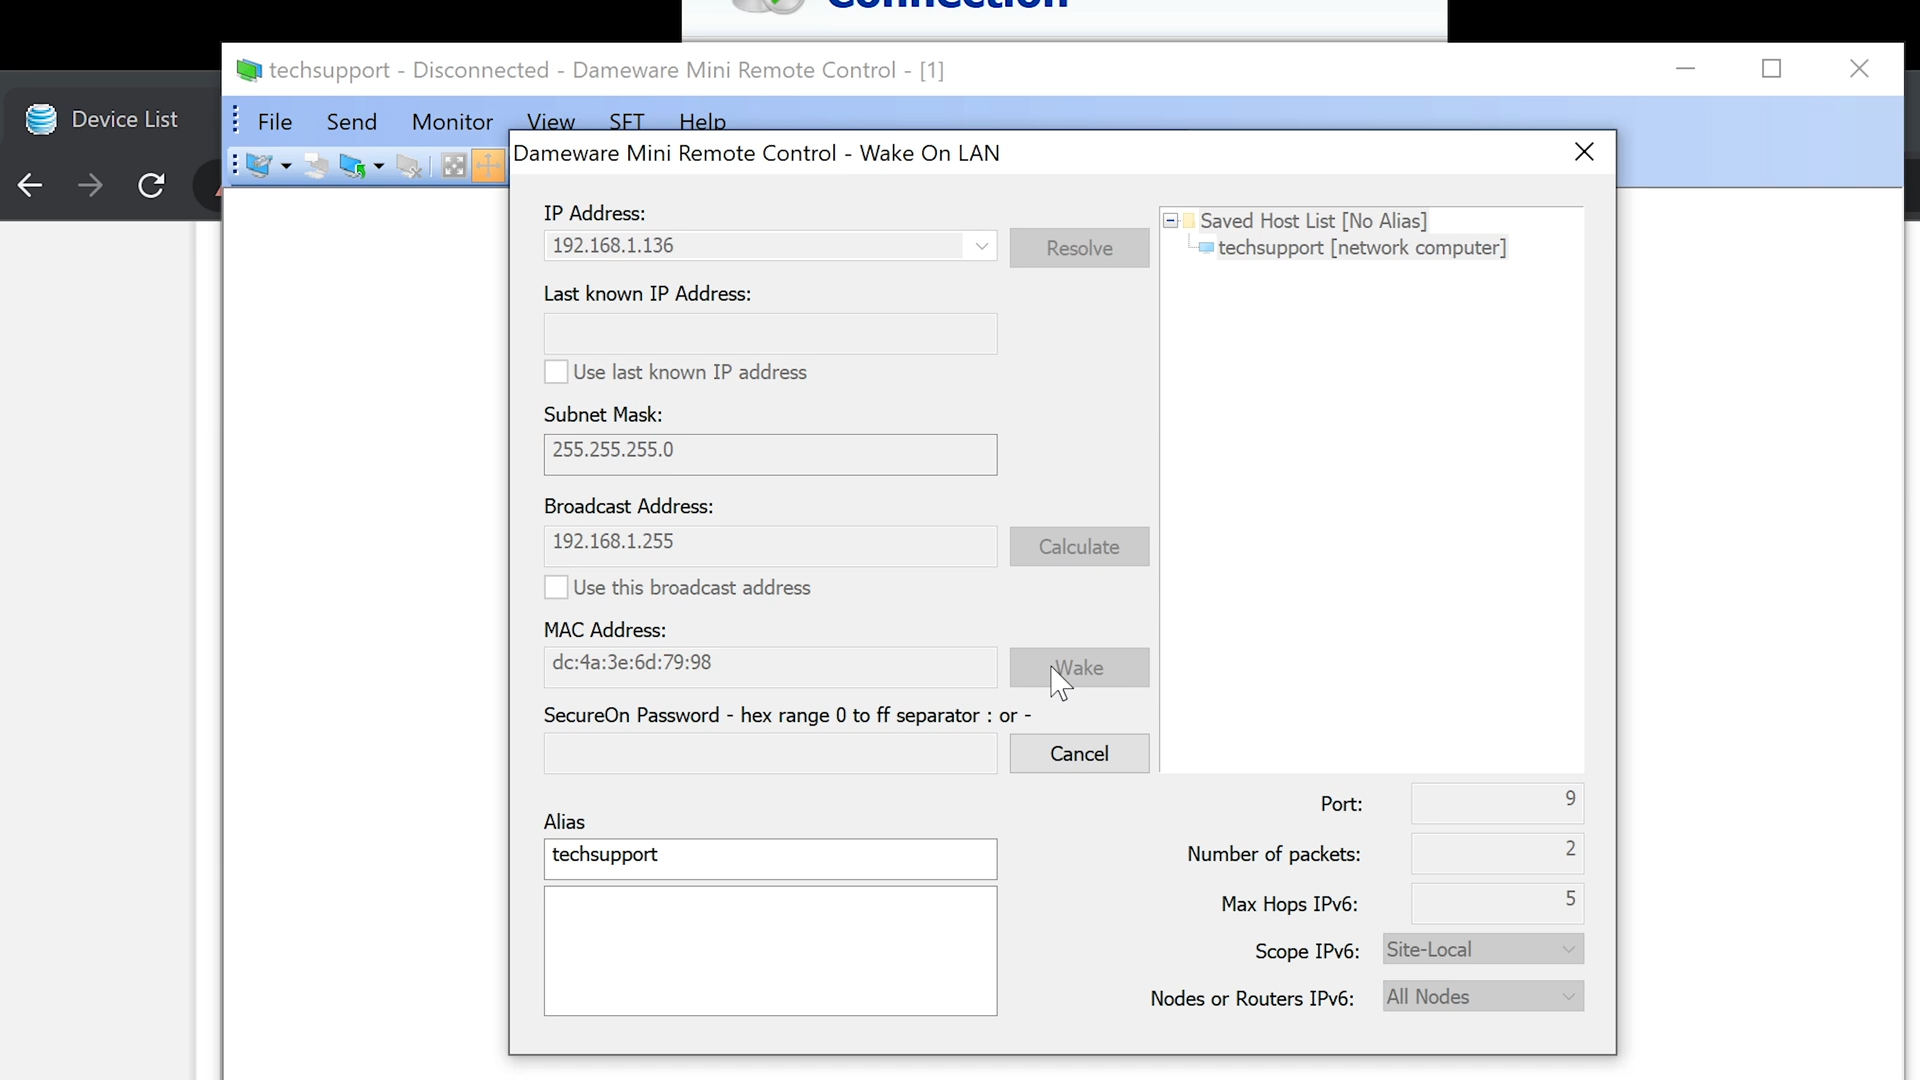 Connection
techsupport - Disconnected - Dameware Mini Remote Control - [1]
Device List
File Send Monitor View SFT Help
Dameware Mini Remote Control - Wake On LAN
IP Address:
192.168.1.136
Resolve
Last known IP Address:
Use last known IP address
Subnet Mask:
255.255.255.0
Broadcast Address:
192.168.1.255
Calculate
Use this broadcast address
MAC Address:
dc:4a:3e:6d:79:98
Wake
SecureOn Password - hex range 0 to ff separator : or -
Cancel
Alias
techsupport
Saved Host List [No Alias]
techsupport [network computer]
Port: 9
Number of packets: 2
Max Hops IPv6: 5
Scope IPv6: Site-Local
Nodes or Routers IPv6: All Nodes